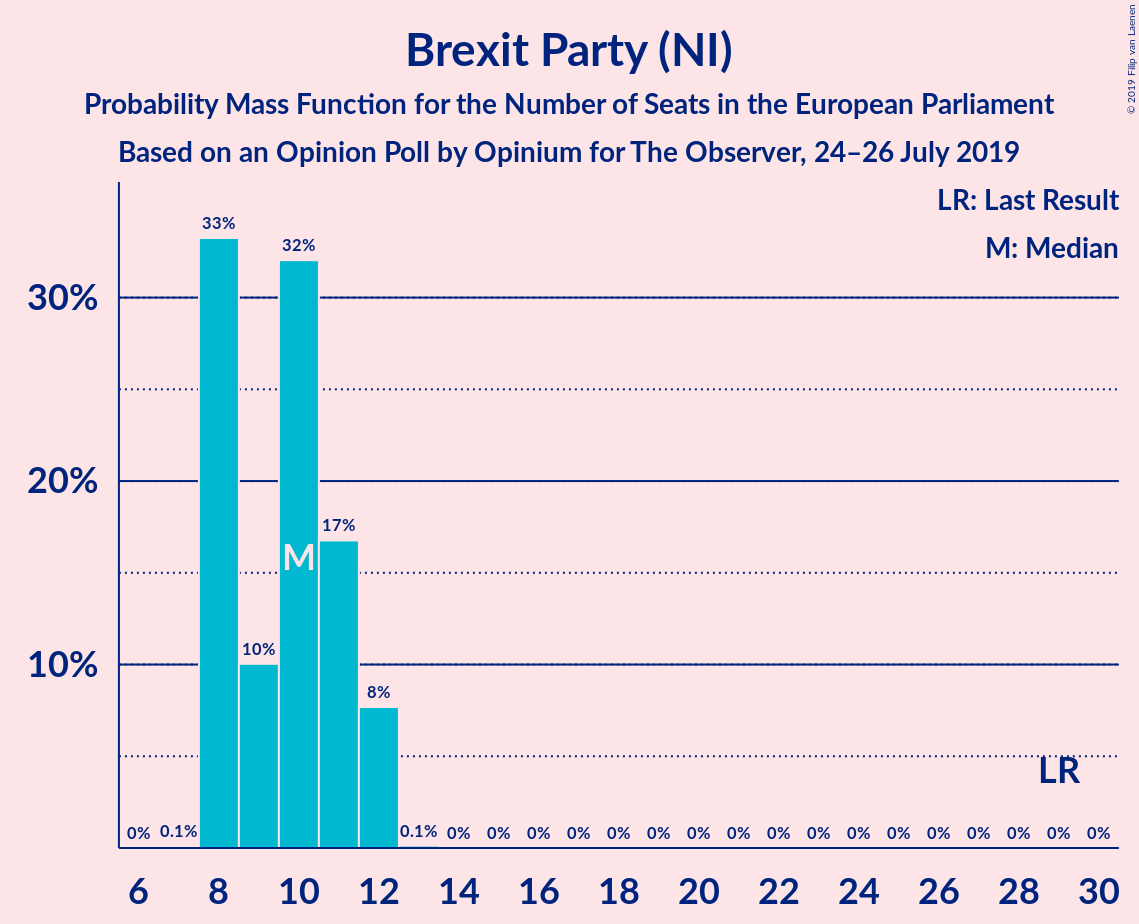 Brexit Party (NI)
Probability Mass Function for the Number of Seats in the European Parliament
Based on an Opinion Poll by Opinium for The Observer, 24–26 July 2019
© 2019 Filip van Laenen
LR: Last Result
M: Median
33%
32%
30%
20%
17%
M
10%
10%
8%
LR
0% 0.1% 0.1% 0% 0% 0% 0% 0% 0% 0% 0% 0% 0% 0% 0% 0% 0% 0% 0% 0%
6 8 10 12 14 16 18 20 22 24 26 28 30